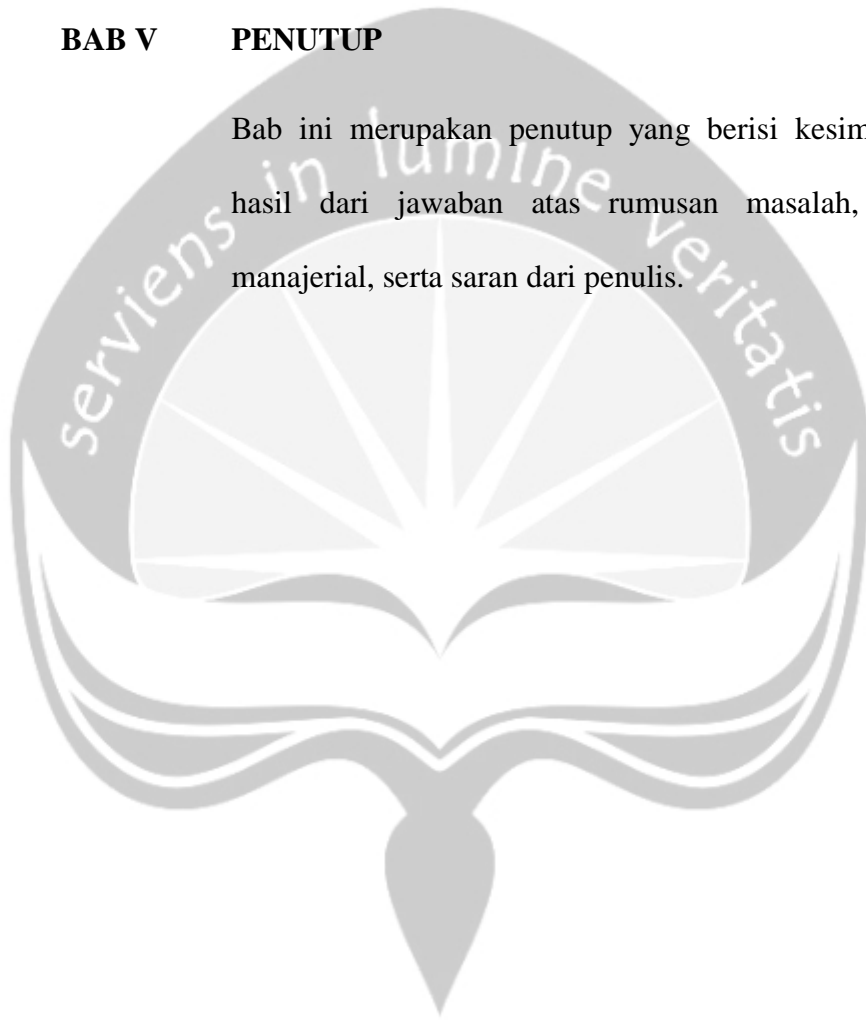 BAB V PENUTUP
Bab ini merupakan penutup yang berisi
hasil dari jawaban atas rumusan masalah,
manajerial, serta saran dari penulis.
serviens in lumine veritatis